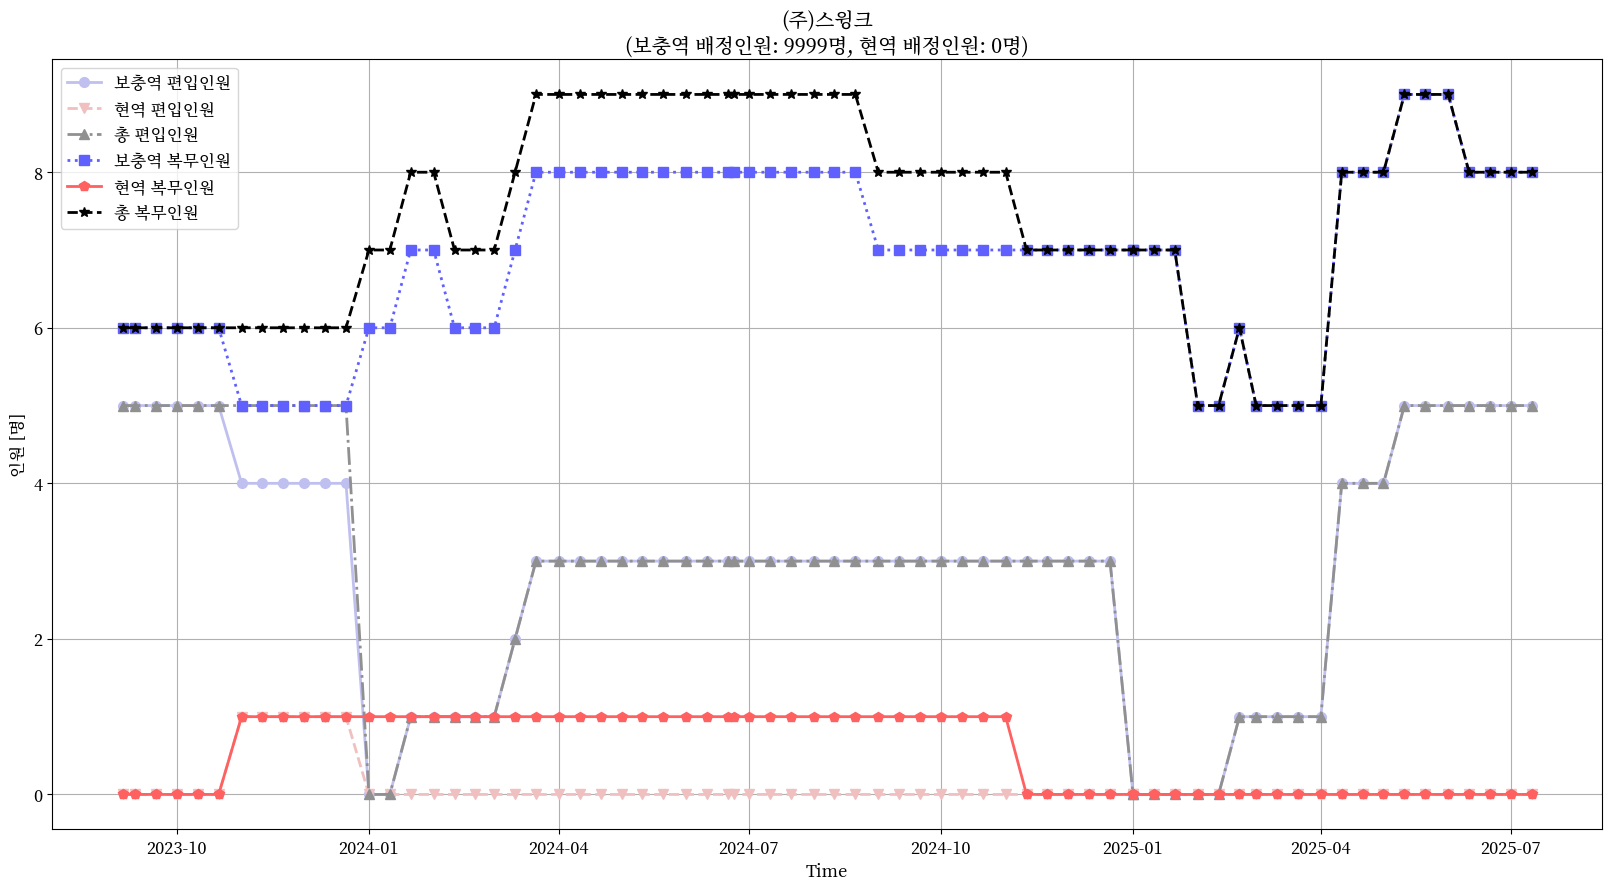 (주)스윙크
(보충역 배정인원: 9999명, 현역 배정인원: 0명)
보충역 편입인원
현역 편입인원
총 편입인원
보충역 복무인원
현역 복무인원
총 복무인원
인원 [명]
8
6
4
2
0
2023-10
2024-01
2024-04
2024-07
2024-10
2025-01
2025-04
2025-07
Time